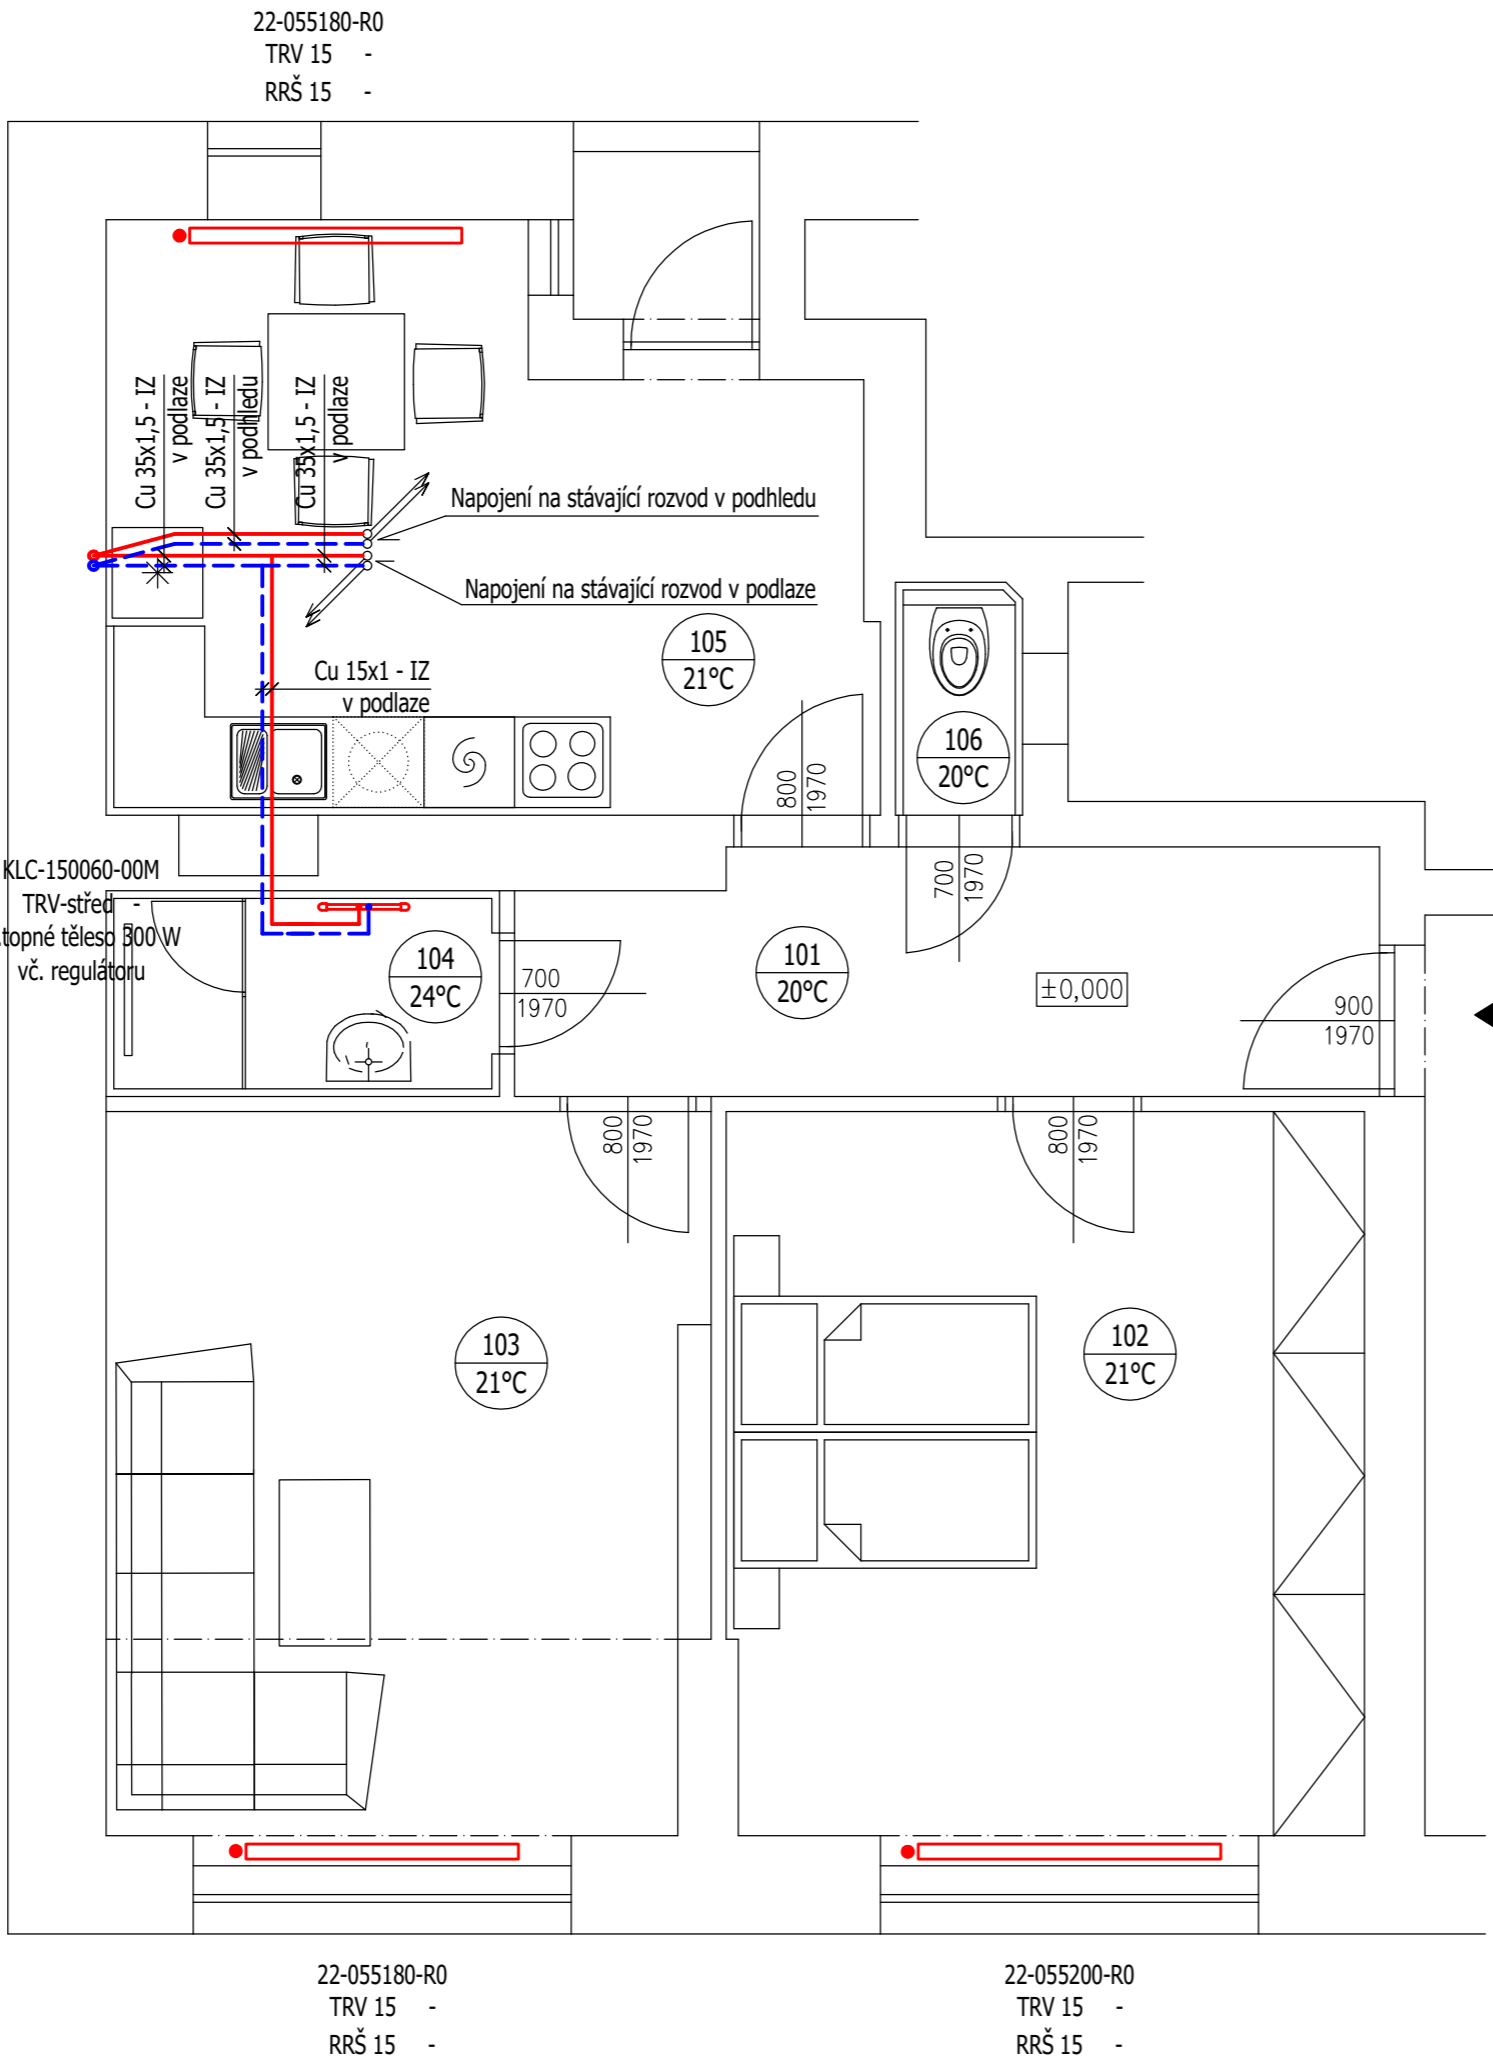 22-055180-R0
TRV 15 -
RRŠ 15 -
Cu 35x1,5 - IZ
v podlaze
Cu 35x1,5 - IZ
v podhledu
Cu 35x1,5 - IZ
v podlaze
Napojení na stávající rozvod v podhledu
Napojení na stávající rozvod v podlaze
105
21°C
Cu 15x1 - IZ
v podlaze
106
20°C
800
1970
700
1970
KLC-150060-00M
TRV-střed -
.topné těleso 300 W
vč. regulátoru
104
24°C
700
1970
101
20°C
±0,000
900
1970
800
1970
800
1970
103
21°C
102
21°C
22-055180-R0
TRV 15 -
RRŠ 15 -
22-055200-R0
TRV 15 -
RRŠ 15 -